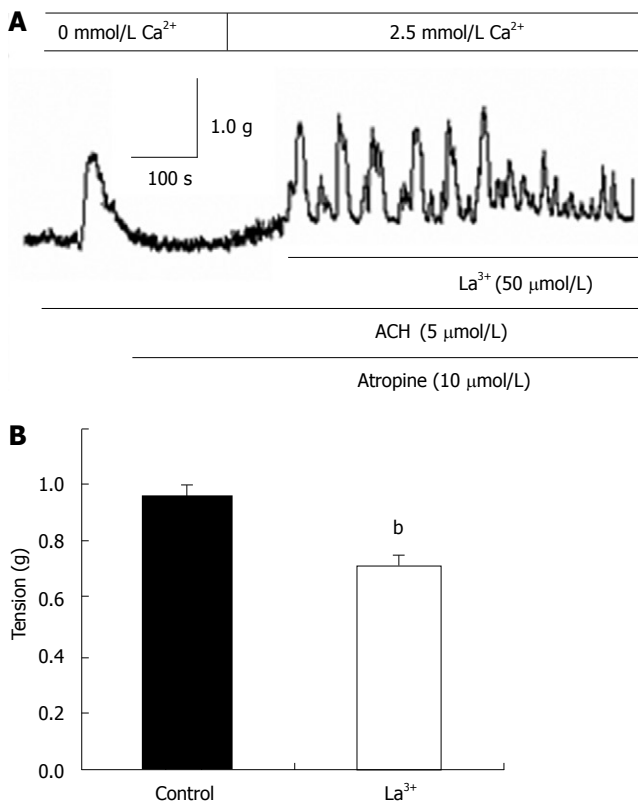 A
0 mmol/L Ca²⁺ 2.5 mmol/L Ca²⁺
1.0 g
100 s
La³⁺ (50 μmol/L)
ACH (5 μmol/L)
Atropine (10 μmol/L)
B
Tension (g)
1.0
0.8
0.6
0.4
0.2
0.0
b
Control La³⁺